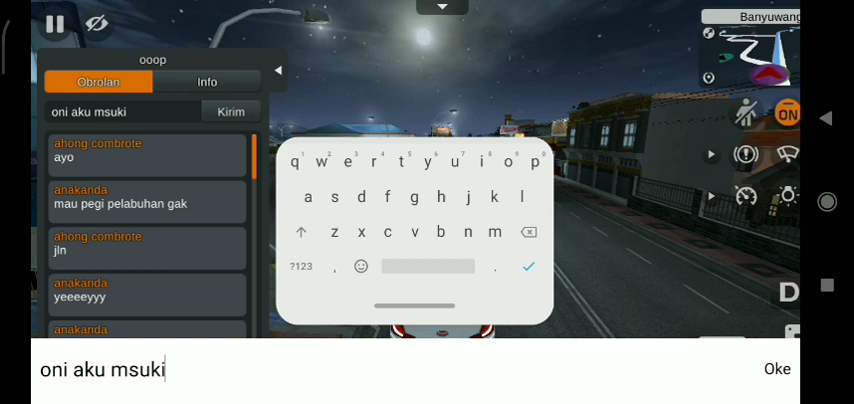 Banyuwang
ooop
Obrolan
Info
oni aku msuki
Kirim
ahong combrote
ayo
anakanda
mau pegi pelabuhan gak
ahong combrote
jln
anakanda
yeeeeyyy
anakanda
ON
D
q w e r t y u i o p
1 2 3 4 5 6 7 8 9 0
a s d f g h j k l
z x c v b n m
?123 , .
oni aku msuki
Oke